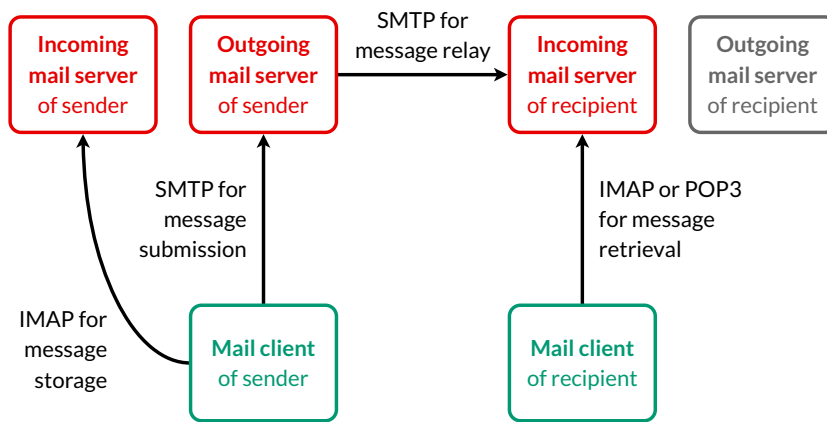 Incoming
mail server
of sender
Outgoing
mail server
of sender
SMTP for
message relay
Incoming
mail server
of recipient
Outgoing
mail server
of recipient
SMTP for
message
submission
IMAP or POP3
for message
retrieval
IMAP for
message
storage
Mail client
of sender
Mail client
of recipient